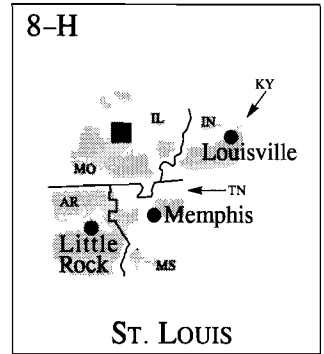 8-H
KY
IL
IN
Louisville
MO
TN
AR
Memphis
Little
Rock
MS
ST. LOUIS